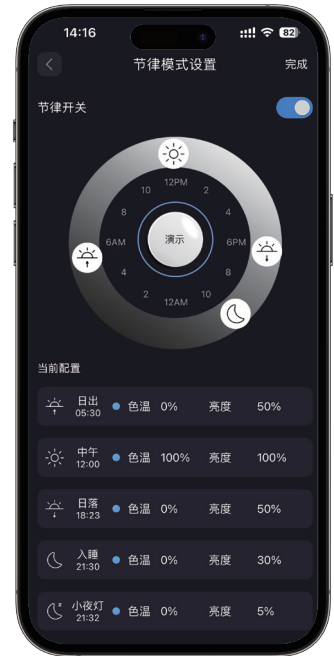 14:16
82
节律模式设置
完成
节律开关
12PM
10
2
8
4
6AM
演示
6PM
4
8
2
10
12AM
当前配置
日出
05:30
色温 0% 亮度 50%
中午
12:00
色温 100% 亮度 100%
日落
18:23
色温 0% 亮度 50%
入睡
21:30
色温 0% 亮度 30%
小夜灯
21:32
色温 0% 亮度 5%